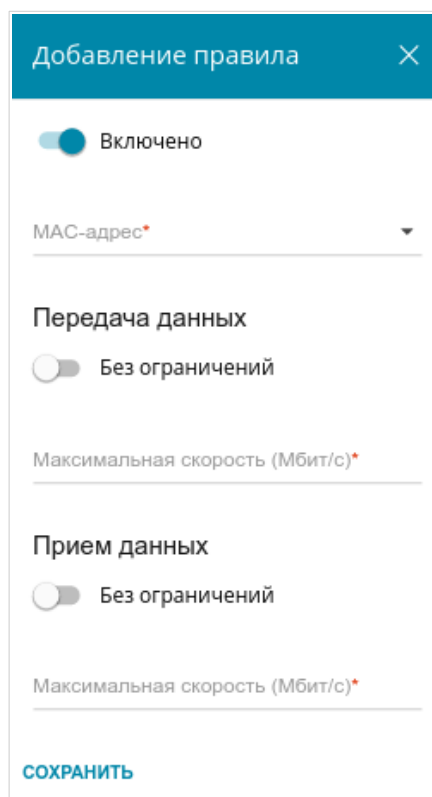 Добавление правила
Включено
MAC-адрес*
Передача данных
Без ограничений
Максимальная скорость (Мбит/с)*
Прием данных
Без ограничений
Максимальная скорость (Мбит/с)*
СОХРАНИТЬ